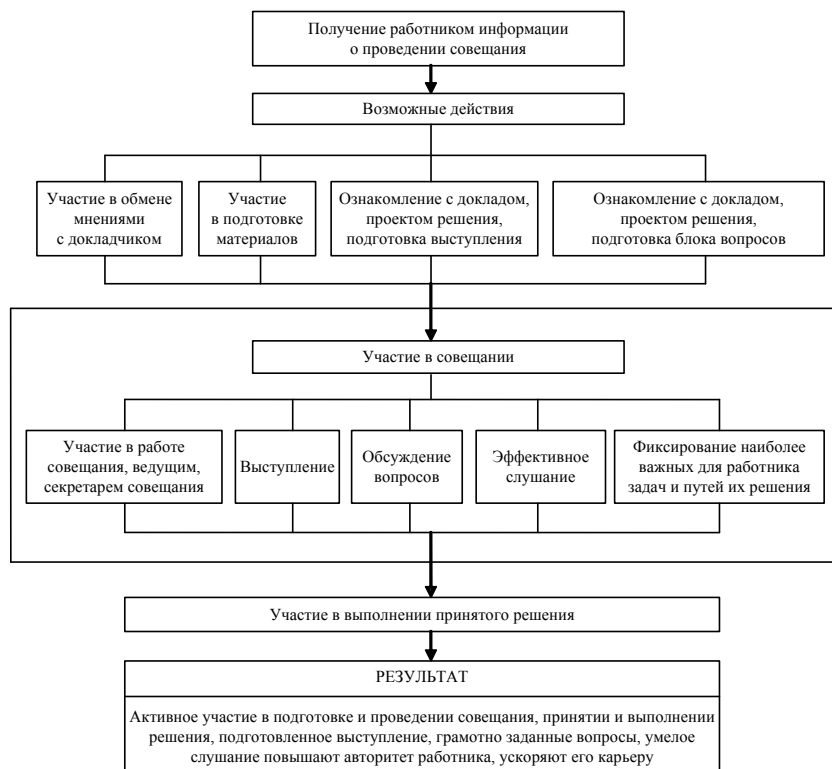 Получение работником информации
о проведении совещания
Возможные действия
Участие в обмене
мнениями
с докладчиком
Участие
в подготовке
материалов
Ознакомление с докладом,
проектом решения,
подготовка выступления
Ознакомление с докладом,
проектом решения,
подготовка блока вопросов
Участие в совещании
Участие в работе
совещания, ведущим,
секретарем совещания
Выступление
Обсуждение
вопросов
Эффективное
слушание
Фиксирование наиболее
важных для работника
задач и путей их решения
Участие в выполнении принятого решения
РЕЗУЛЬТАТ
Активное участие в подготовке и проведении совещания, принятии и выполнении
решения, подготовленное выступление, грамотно заданные вопросы, умелое
слушание повышают авторитет работника, ускоряют его карьеру